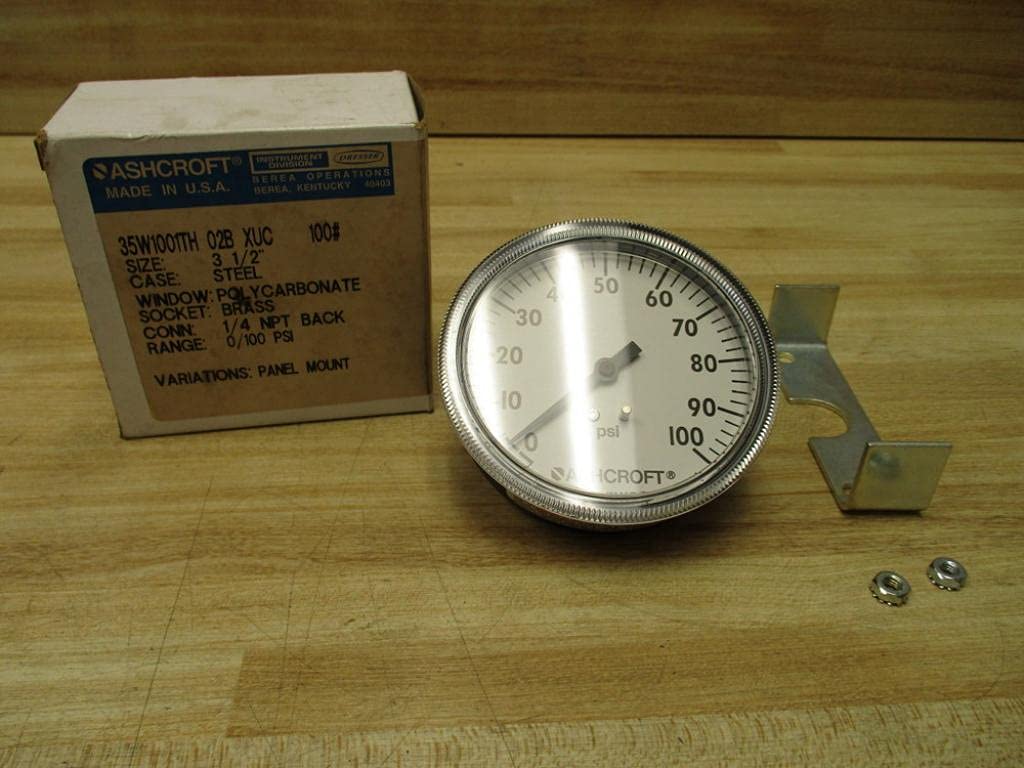 ASHCROFT®
MADE IN U.S.A.
INSTRUMENT DIVISION
DRESSER
BEREA OPERATIONS
BEREA, KENTUCKY 40403
35W1001TH 02B XUC 100#
SIZE: 3 1/2"
CASE: STEEL
WINDOW: POLYCARBONATE
SOCKET: BRASS
CONN: 1/4 NPT BACK
RANGE: 0/100 PSI
VARIATIONS: PANEL MOUNT
0
10
20
30
40
50
60
70
80
90
100
psi
ASHCROFT®